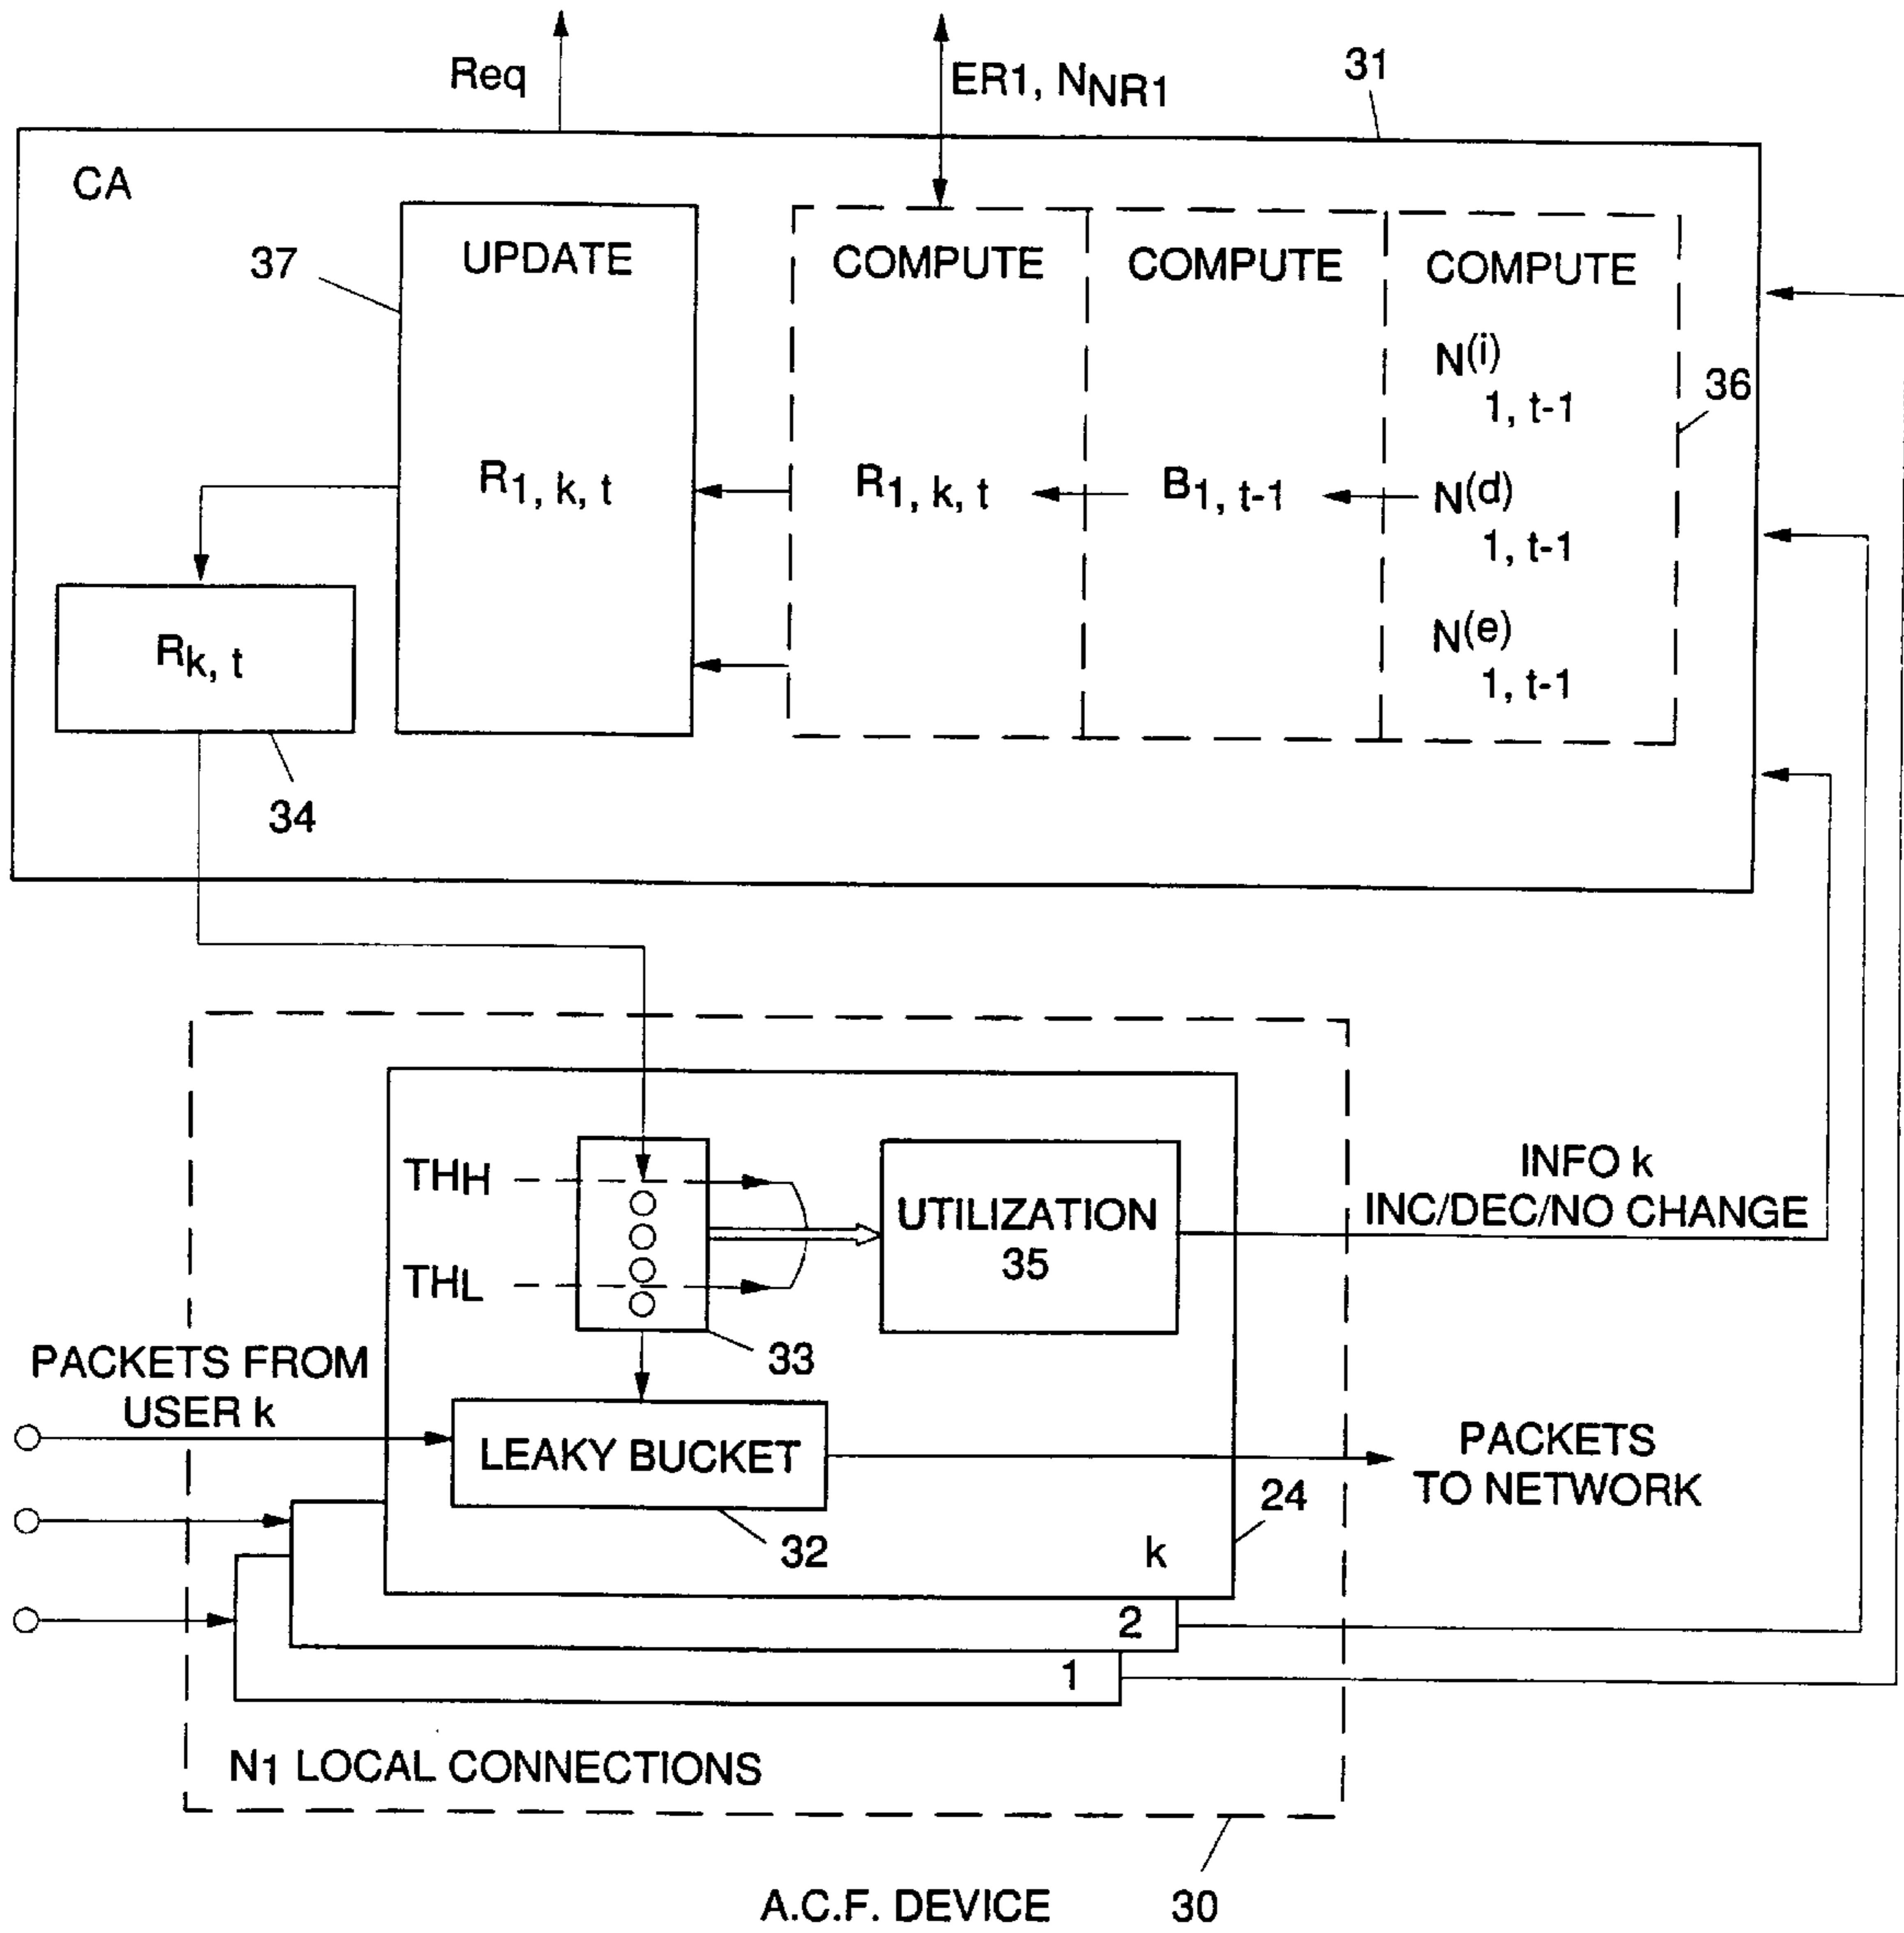 Req
ER1, NNR1
31
CA
37
UPDATE
COMPUTE
COMPUTE
COMPUTE
N(i)
1, t-1
36
R1, k, t
R1, k, t
B1, t-1
N(d)
1, t-1
N(e)
1, t-1
Rk, t
34
THH
THL
UTILIZATION
35
INFO k
INC/DEC/NO CHANGE
33
PACKETS FROM
USER k
LEAKY BUCKET
PACKETS
TO NETWORK
24
32
k
2
1
N1 LOCAL CONNECTIONS
A.C.F. DEVICE
30